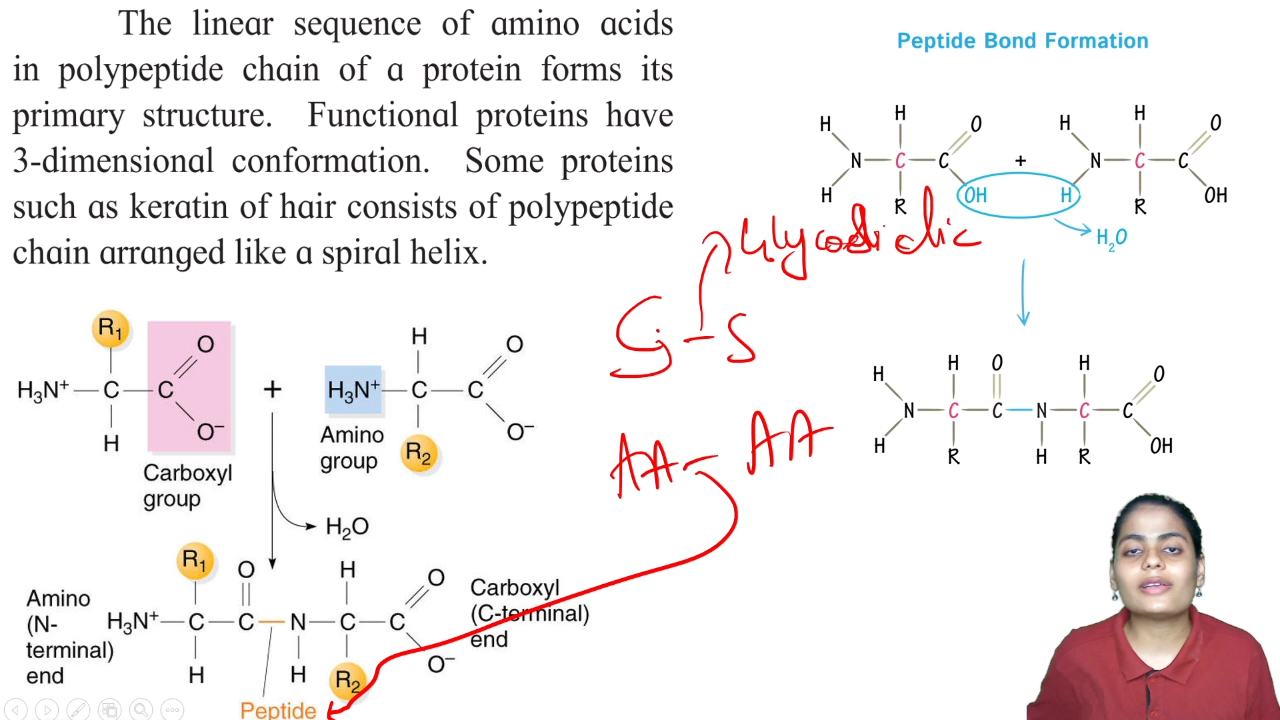 The linear sequence of amino acids
in polypeptide chain of a protein forms its
primary structure. Functional proteins have
3-dimensional conformation. Some proteins
such as keratin of hair consists of polypeptide
chain arranged like a spiral helix.
Peptide Bond Formation
H H O H H O
H N C C + N C C
H R OH H R OH
H₂O
H H O H O
N C C N C C
H R H R OH
S - S
AA - AA
R₁ O H O
H₃N⁺ C C + H₃N⁺ C C
H O⁻ R₂ O⁻
Carboxyl
group
Amino
group
H₂O
R₁ O H O
Amino
(N-
terminal)
end
H₃N⁺ C C N C C
H H R₂ O⁻
Carboxyl
(C-terminal)
end
Peptide